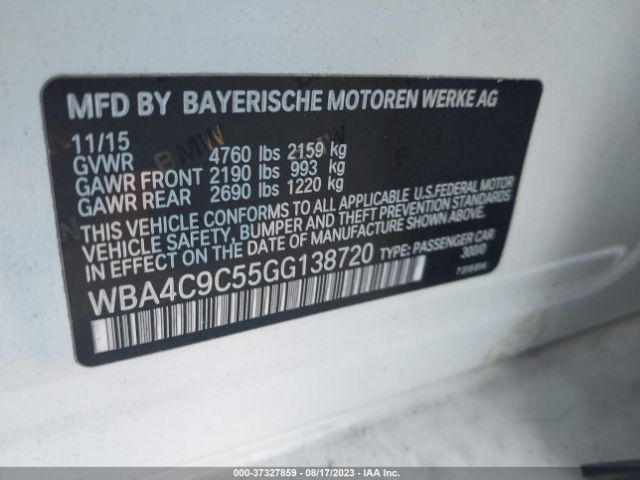 MFD BY BAYERISCHE MOTOREN WERKE AG
11/15
GVWR 4760 lbs 2159 kg
GAWR FRONT 2190 lbs 993 kg
GAWR REAR 2690 lbs 1220 kg
THIS VEHICLE CONFORMS TO ALL APPLICABLE U.S.FEDERAL MOTOR
VEHICLE SAFETY, BUMPER AND THEFT PREVENTION STANDARDS
IN EFFECT ON THE DATE OF MANUFACTURE SHOWN ABOVE.
WBA4C9C55GG138720 TYPE: PASSENGER CAR
300/0
COPART - 37327859 - 08/17/2023 - IAA Inc.